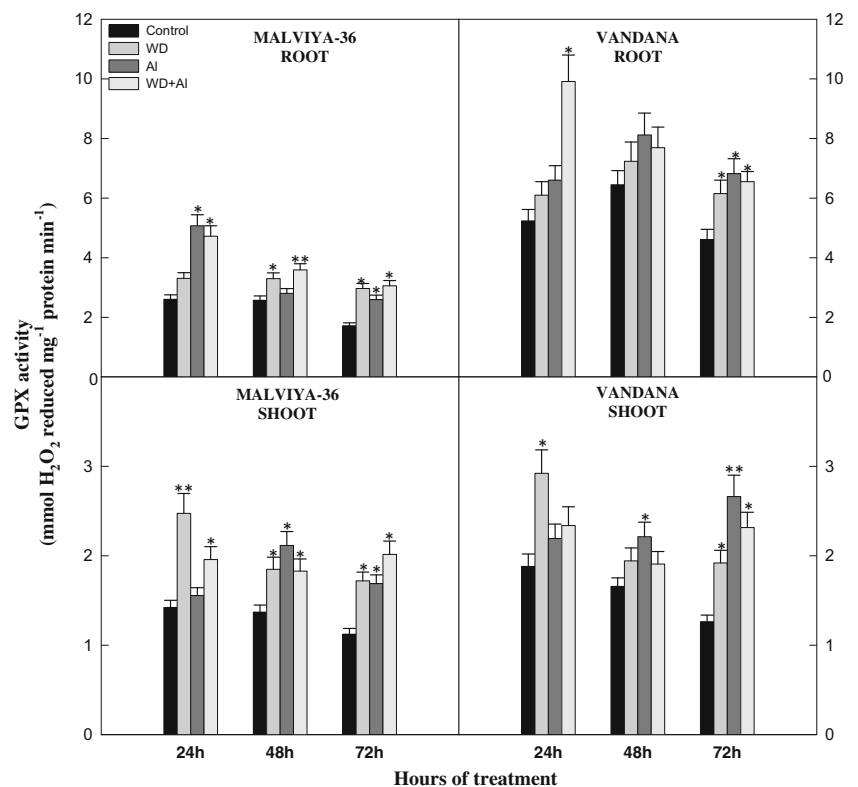 Control
WD
Al
WD+Al
MALVIYA-36
ROOT
VANDANA
ROOT
12
10
8
6
4
2
0
12
10
8
6
4
2
0
* *
* **
* * *
*
* * *
MALVIYA-36
SHOOT
VANDANA
SHOOT
3
2
1
0
3
2
1
0
** *
* * *
* * *
*
*
* ** *
24h 48h 72h
24h 48h 72h
Hours of treatment
GPX activity
(mmol H₂O₂ reduced mg⁻¹ protein min⁻¹)